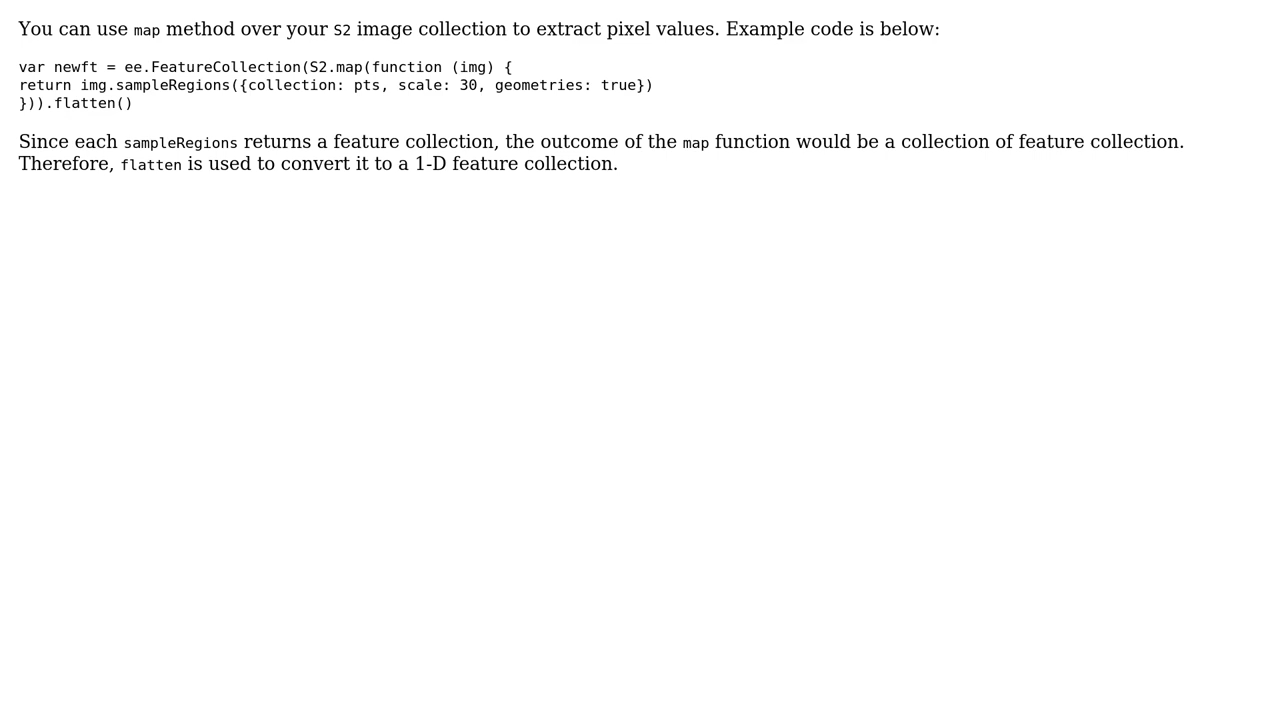 You can use map method over your S2 image collection to extract pixel values. Example code is below:
var newft = ee.FeatureCollection(S2.map(function (img) {
return img.sampleRegions({collection: pts, scale: 30, geometries: true})
})).flatten()
Since each sampleRegions returns a feature collection, the outcome of the map function would be a collection of feature collection.
Therefore, flatten is used to convert it to a 1-D feature collection.